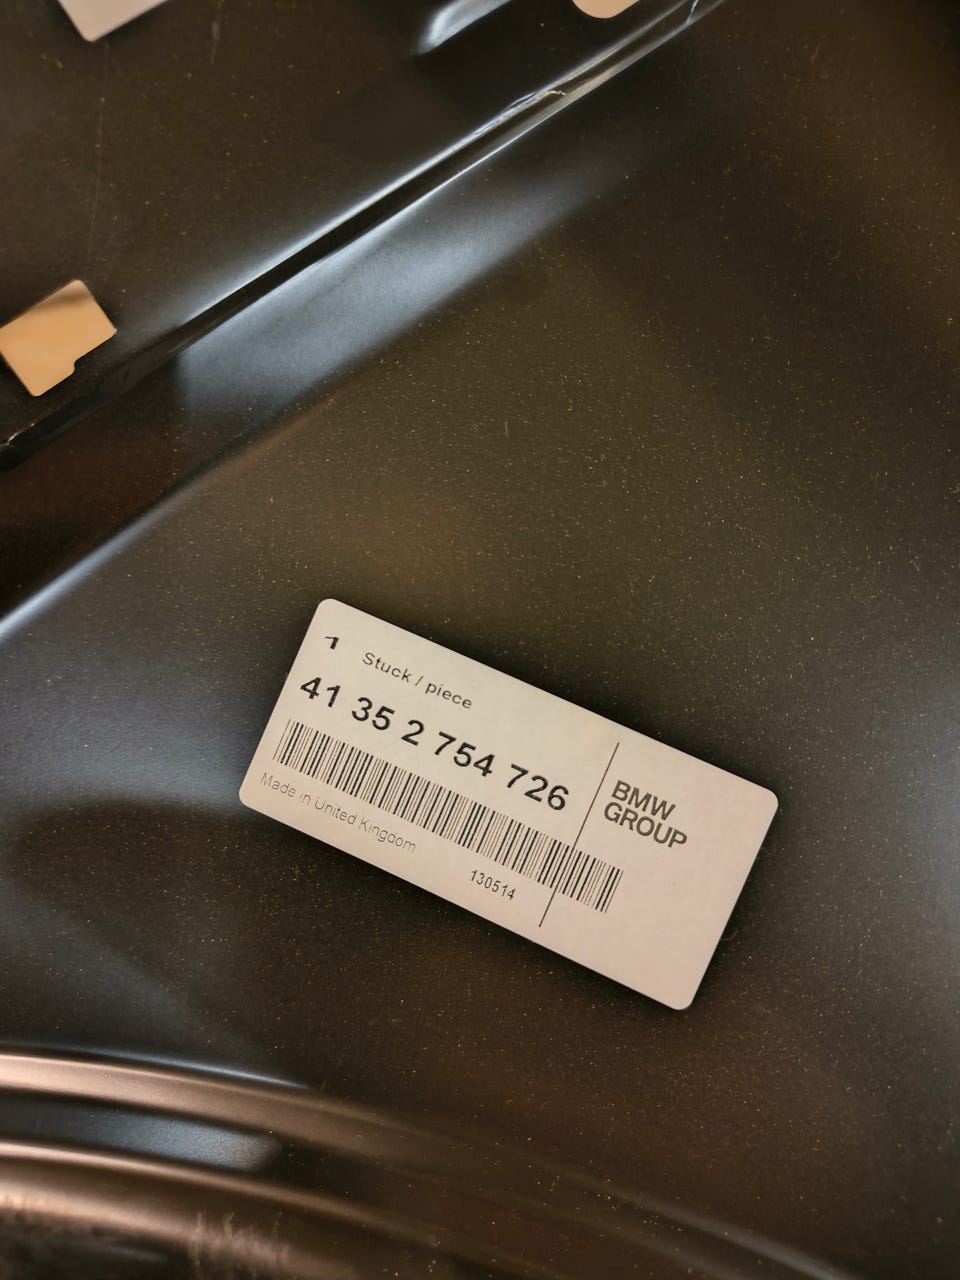 1 Stuck / piece
41 35 2 754 726
BMW
GROUP
Made in United Kingdom
130514